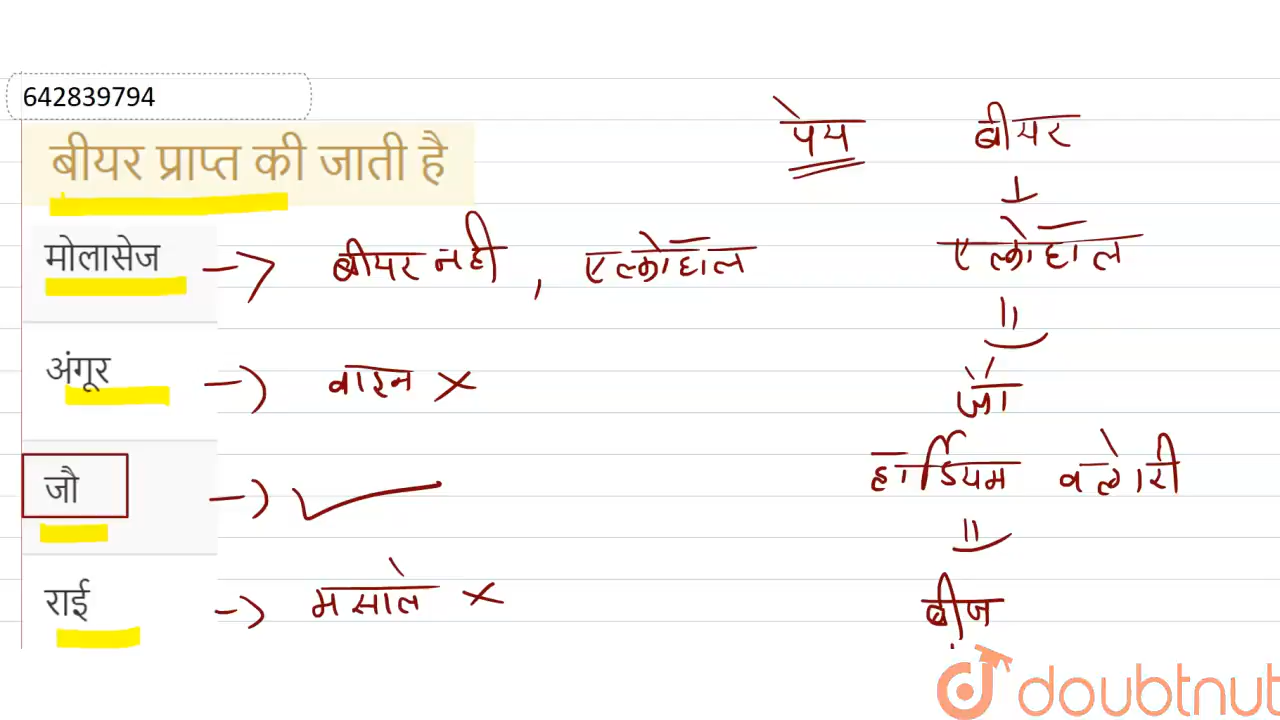 642839794
पेय बीयर
बीयर प्राप्त की जाती है
मोलासेज → बीयर नही , एल्कोहॉल एल्कोहॉल
अंगूर → वाइन × जौ
हार्डियम वल्गेरी
जौ → ✓
राई → मसाले × बीज
doubtnut